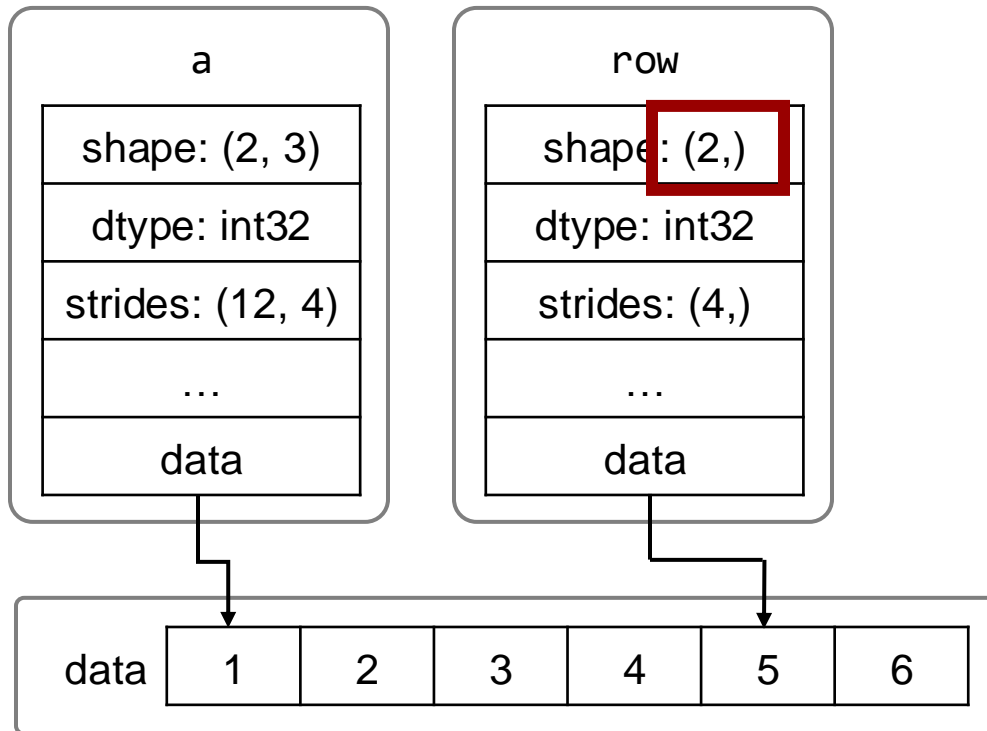 a
shape: (2, 3)
dtype: int32
strides: (12, 4)
...
data
row
shape: (2,)
dtype: int32
strides: (4,)
...
data
data 1 2 3 4 5 6